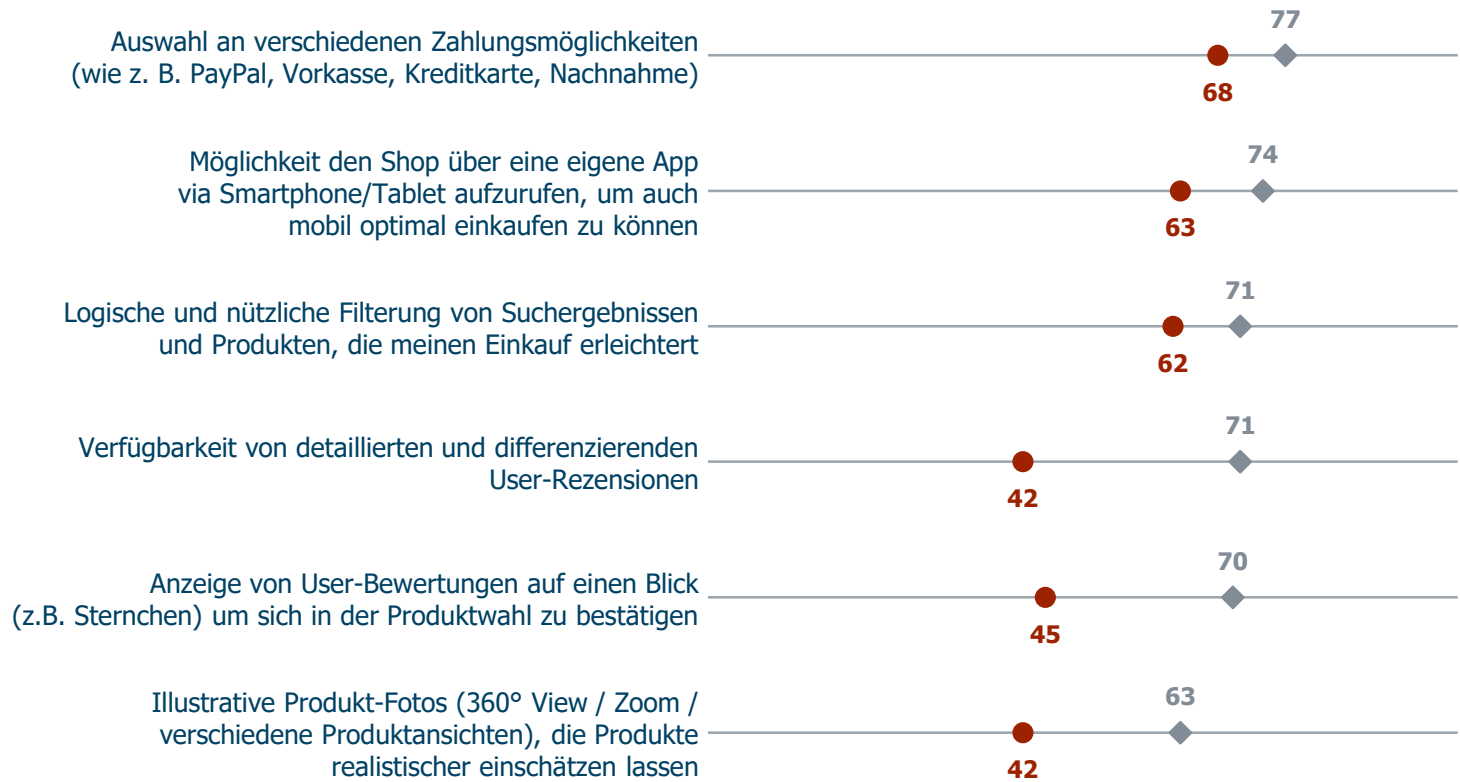 77
Auswahl an verschiedenen Zahlungsmöglichkeiten
(wie z. B. PayPal, Vorkasse, Kreditkarte, Nachnahme)
68
Möglichkeit den Shop über eine eigene App
via Smartphone/Tablet aufzurufen, um auch
mobil optimal einkaufen zu können
74
63
Logische und nützliche Filterung von Suchergebnissen
und Produkten, die meinen Einkauf erleichtert
71
62
Verfügbarkeit von detaillierten und differenzierenden
User-Rezensionen
71
42
Anzeige von User-Bewertungen auf einen Blick
(z.B. Sternchen) um sich in der Produktwahl zu bestätigen
70
45
Illustrative Produkt-Fotos (360° View / Zoom /
verschiedene Produktansichten), die Produkte
realistischer einschätzen lassen
63
42